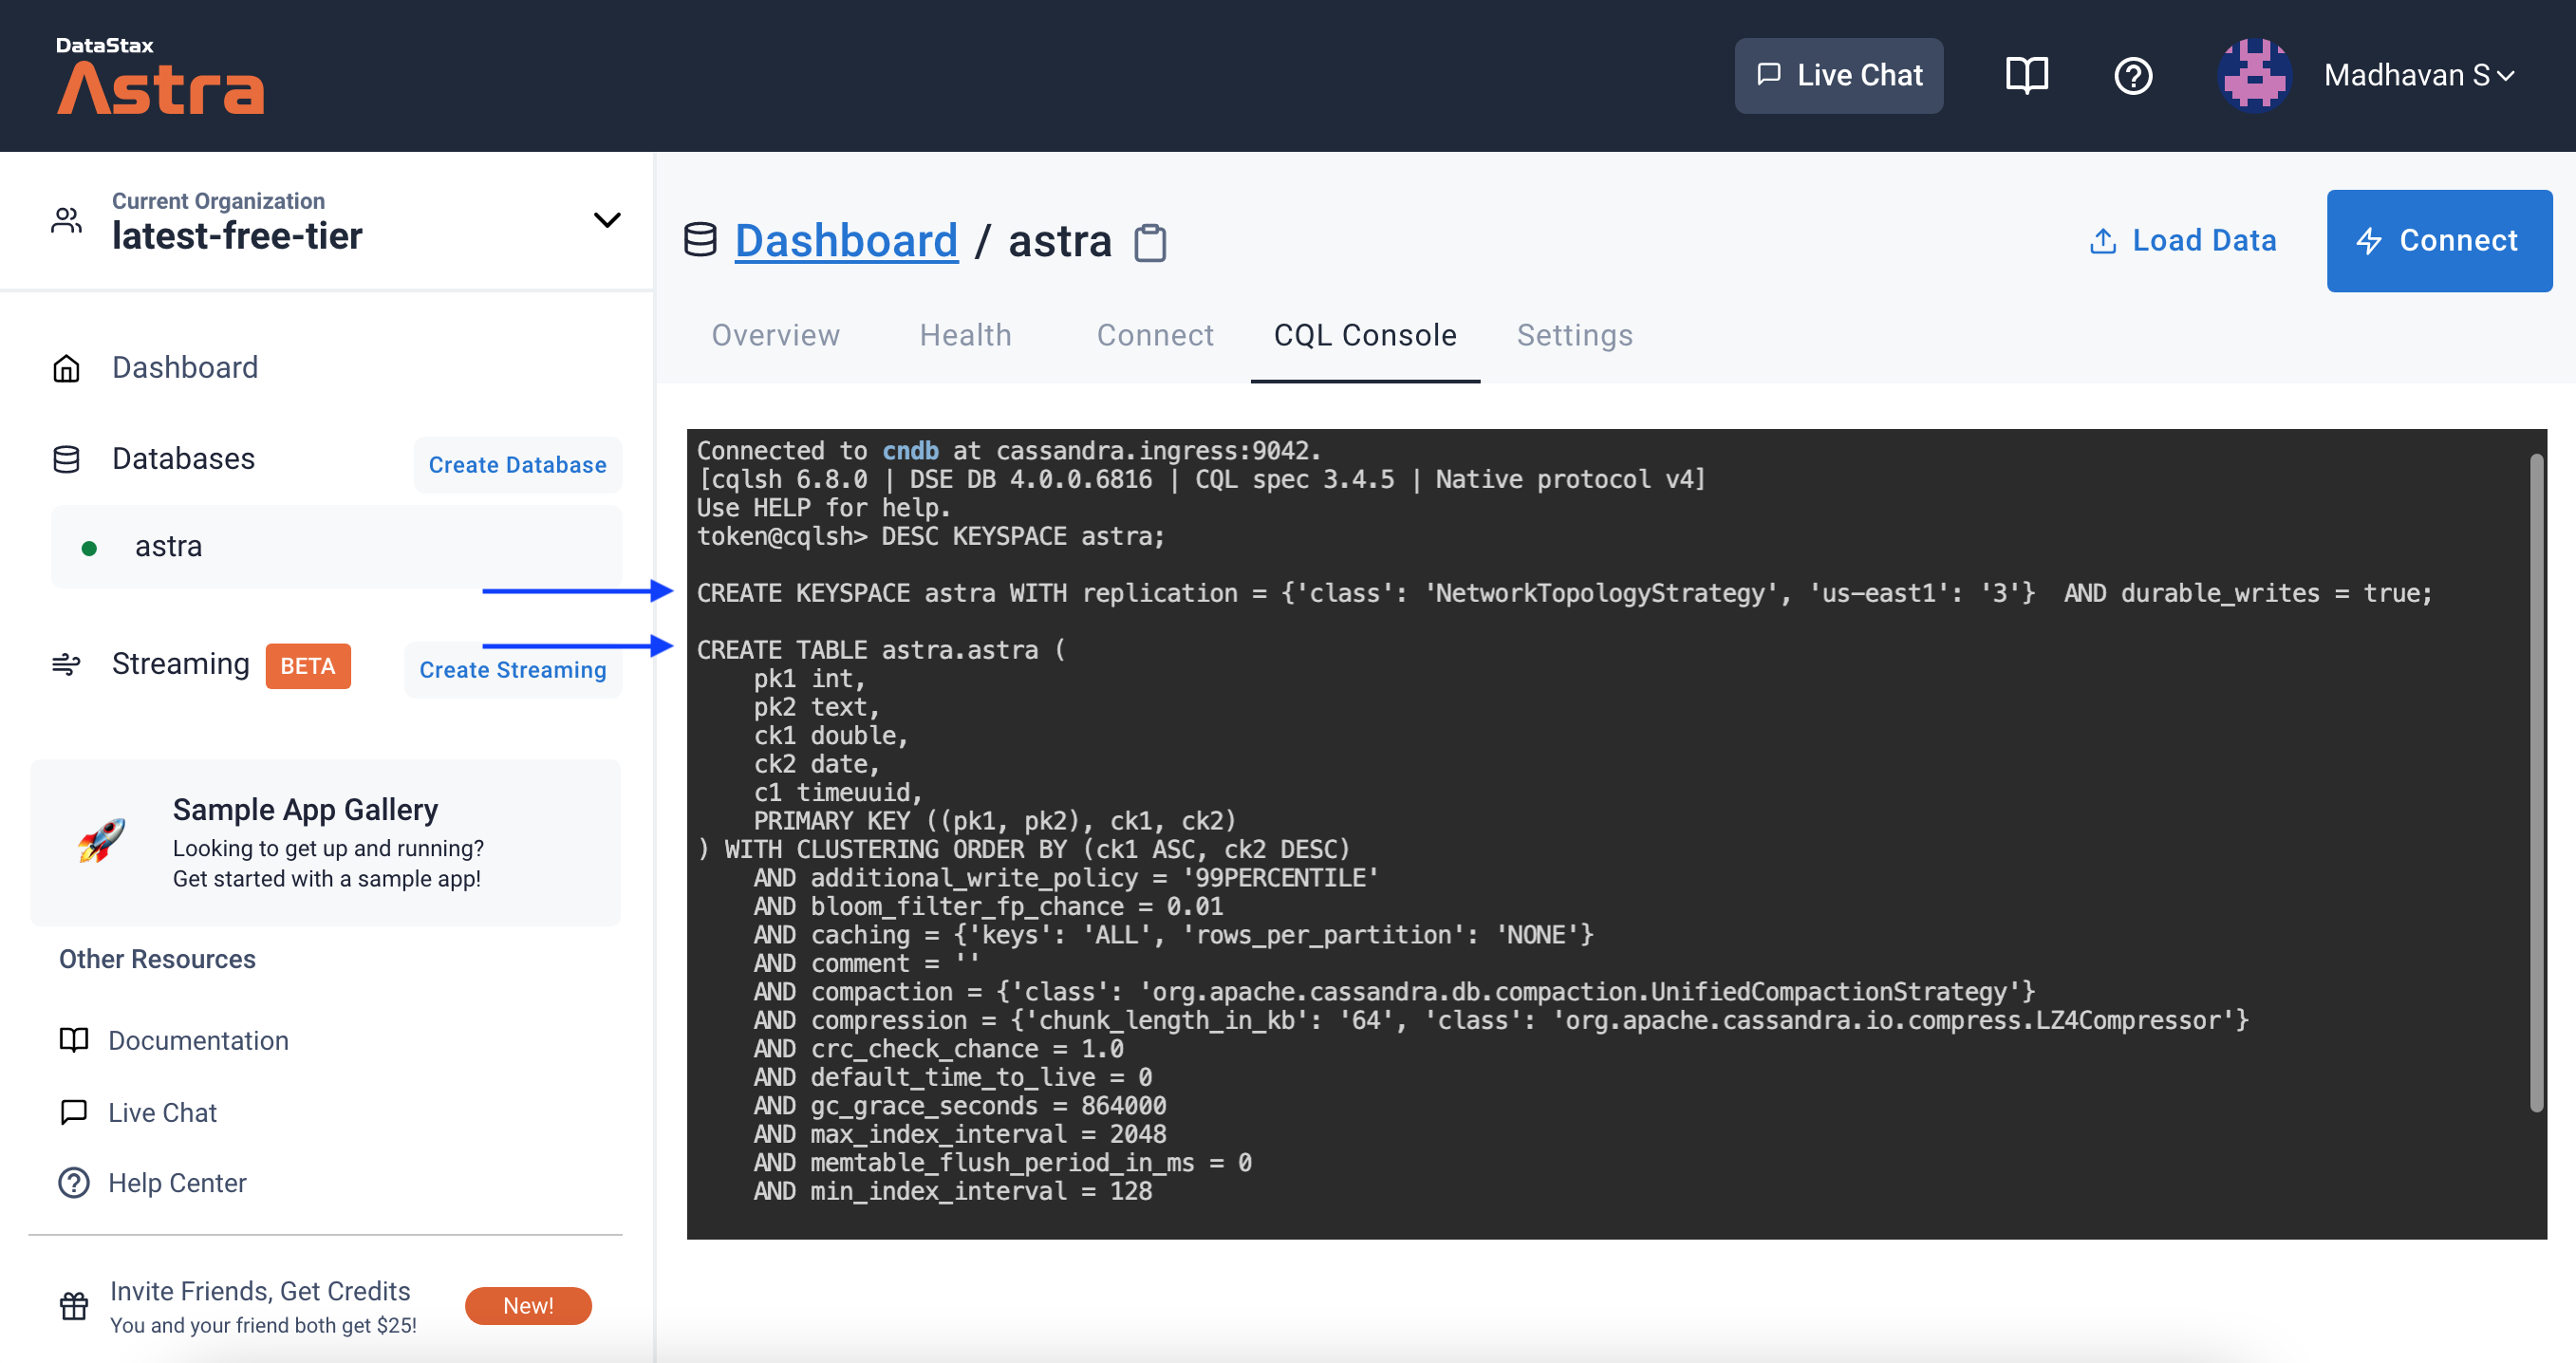 DataStax
Astra
Live Chat
Madhavan S
Current Organization
latest-free-tier
Dashboard
Databases
Create Database
astra
Streaming BETA
Create Streaming
Sample App Gallery
Looking to get up and running?
Get started with a sample app!
Other Resources
Documentation
Live Chat
Help Center
Invite Friends, Get Credits
You and your friend both get $25!
New!
Dashboard / astra
Load Data
Connect
Overview Health Connect CQL Console Settings
Connected to cndb at cassandra.ingress:9042.
[cqlsh 6.8.0 | DSE DB 4.0.0.6816 | CQL spec 3.4.5 | Native protocol v4]
Use HELP for help.
token@cqlsh> DESC KEYSPACE astra;
CREATE KEYSPACE astra WITH replication = {'class': 'NetworkTopologyStrategy', 'us-east1': '3'}  AND durable_writes = true;
CREATE TABLE astra.astra (
    pk1 int,
    pk2 text,
    ck1 double,
    ck2 date,
    c1 timeuuid,
    PRIMARY KEY ((pk1, pk2), ck1, ck2)
) WITH CLUSTERING ORDER BY (ck1 ASC, ck2 DESC)
    AND additional_write_policy = '99PERCENTILE'
    AND bloom_filter_fp_chance = 0.01
    AND caching = {'keys': 'ALL', 'rows_per_partition': 'NONE'}
    AND comment = ''
    AND compaction = {'class': 'org.apache.cassandra.db.compaction.UnifiedCompactionStrategy'}
    AND compression = {'chunk_length_in_kb': '64', 'class': 'org.apache.cassandra.io.compress.LZ4Compressor'}
    AND crc_check_chance = 1.0
    AND default_time_to_live = 0
    AND gc_grace_seconds = 864000
    AND max_index_interval = 2048
    AND memtable_flush_period_in_ms = 0
    AND min_index_interval = 128